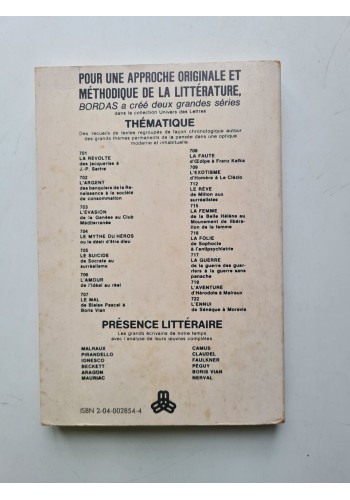 POUR UNE APPROCHE ORIGINALE ET
MÉTHODIQUE DE LA LITTÉRATURE,
BORDAS a créé deux grandes séries
dans la collection Univers des Lettres
THÉMATIQUE
Des recueils de textes regroupés de façon chronologique autour
des grands thèmes permanents de la pensée dans une optique
moderne et inhabituelle
701
LA RÉVOLTE
des jacqueries à
J.-P. Sartre
702
L'ARGENT
des banquiers de la Re-
naissance à la société
de consommation
703
L'ÉVASION
de la Genèse au Club
Méditerranée
704
LE MYTHE DU HÉROS
ou le désir d'être dieu
705
LE SUICIDE
de Socrate au
surréalisme
706
L'AMOUR
de l'idéal au réel
707
LE MAL
de Blaise Pascal à
Boris Vian
708
LA FAUTE
d'Œdipe à Franz Kafka
709
L'EXOTISME
d'Homère à Le Clézio
712
LE RÊVE
de Milton aux
surréalistes
715
LA FEMME
de la Belle Hélène au
Mouvement de libéra-
tion de la femme
716
LA FOLIE
de Sophocle
à l'antipsychiatrie
717
LA GUERRE
de la guerre des guer-
riers à la guerre sans
panache
719
L'AVENTURE
d'Hérodote à Malraux
722
L'ENNUI
de Sénèque à Moravia
PRÉSENCE LITTÉRAIRE
Les grands écrivains de notre temps
avec l'analyse de leurs œuvres complètes
MALRAUX
PIRANDELLO
IONESCO
BECKETT
ARAGON
MAURIAC
CAMUS
CLAUDEL
FAULKNER
PÉGUY
BORIS VIAN
NERVAL
ISBN 2-04-002854-4